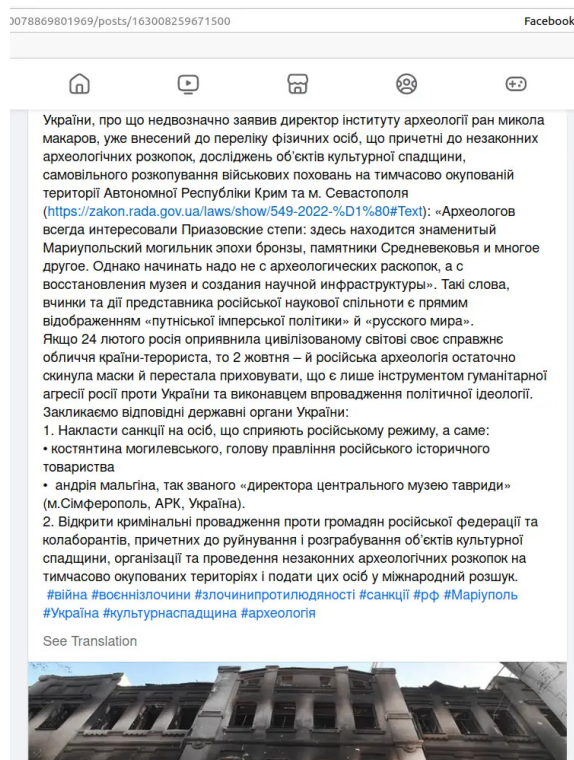 0078869801969/posts/163008259671500
Facebook
України, про що недвозначно заявив директор інституту археології ран микола
макаров, уже внесений до переліку фізичних осіб, що причетні до незаконних
археологічних розкопок, досліджень об’єктів культурної спадщини,
самовільного розкопування військових поховань на тимчасово окупованій
території Автономної Республіки Крим та м. Севастополя
(https://zakon.rada.gov.ua/laws/show/549-2022-%D1%80#Text): «Археологов
всегда интересовали Приазовские степи: здесь находится знаменитый
Мариупольский могильник эпохи бронзы, памятники Средневековья и многое
другое. Однако начинать надо не с археологических раскопок, а с
восстановления музея и создания научной инфраструктуры». Такі слова,
вчинки та дії представника російської наукової спільноти є прямим
відображенням «путніської імперської політики» й «русского мира».
Якщо 24 лютого росія оприявнила цивілізованому світові своє справжнє
обличчя країни-терориста, то 2 жовтня – й російська археологія остаточно
скинула маски й перестала приховувати, що є лише інструментом гуманітарної
агресії росії проти України та виконавцем впровадження політичної ідеології.
Закликаємо відповідні державні органи України:
1. Накласти санкції на осіб, що сприяють російському режиму, а саме:
• костянтина могилевського, голову правління російського історичного
товариства
• андрія мальгіна, так званого «директора центрального музею тавриди»
(м.Сімферополь, АРК, Україна).
2. Відкрити кримінальні провадження проти громадян російської федерації та
колаборантів, причетних до руйнування і розграбування об’єктів культурної
спадщини, організації та проведення незаконних археологічних розкопок на
тимчасово окупованих територіях і подати цих осіб у міжнародний розшук.
#війна #воєннізлочини #злочинипротилюдяності #санкції #рф #Маріуполь
#Україна #культурнаспадщина #археологія
See Translation